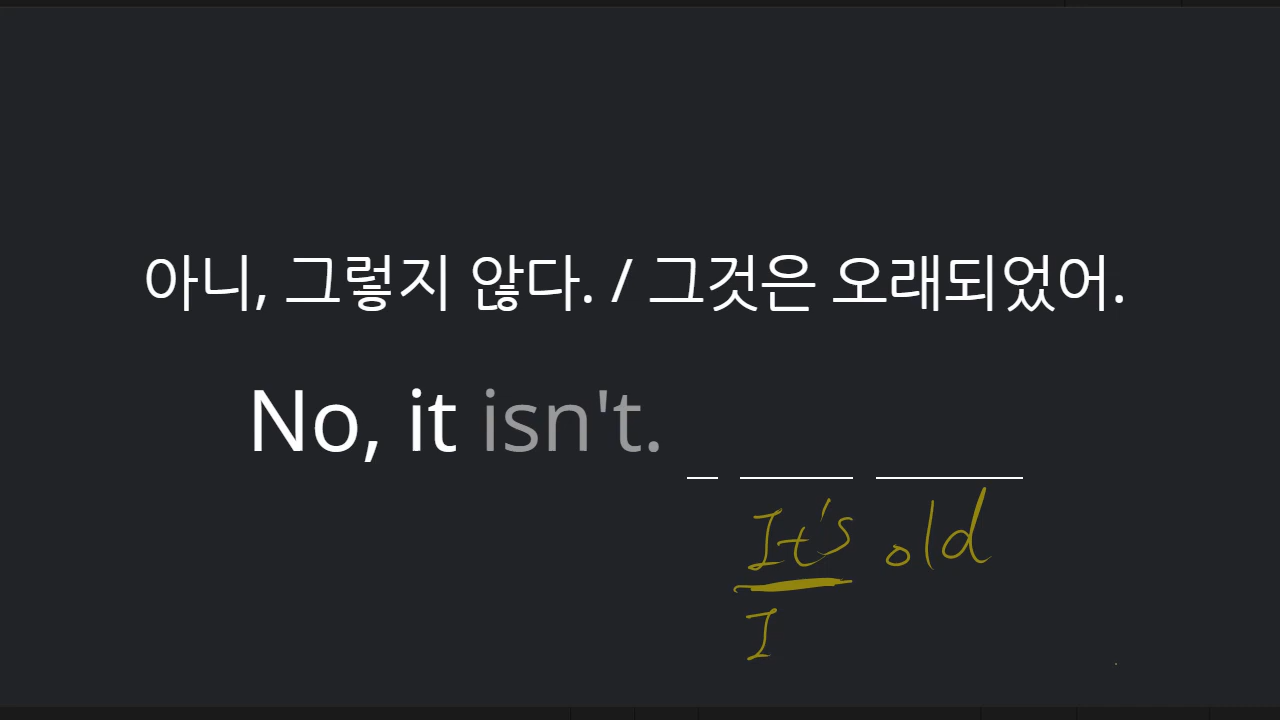 아니, 그렇지 않다. / 그것은 오래되었어.
No, it isn't.
It's old
I